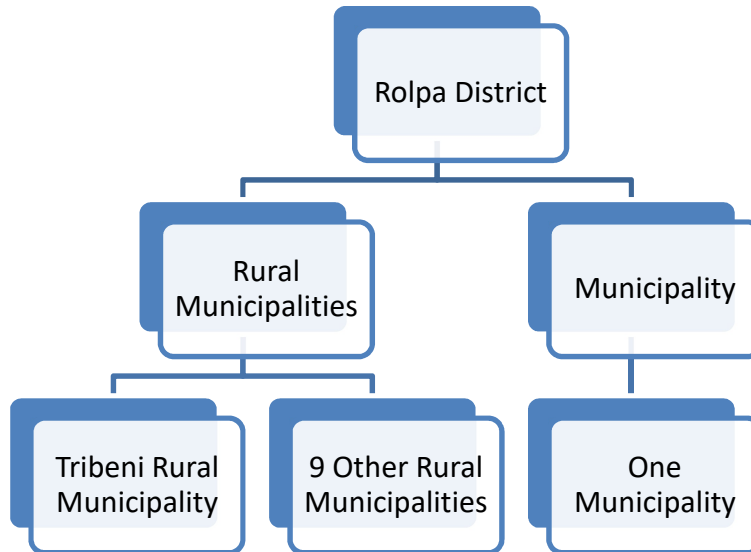 Rolpa District
Rural
Municipalities
Municipality
Tribeni Rural
Municipality
9 Other Rural
Municipalities
One
Municipality